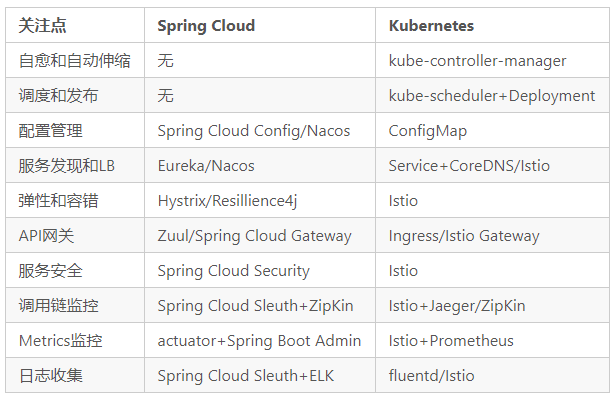 关注点 Spring Cloud Kubernetes
自愈和自动伸缩 无 kube-controller-manager
调度和发布 无 kube-scheduler+Deployment
配置管理 Spring Cloud Config/Nacos ConfigMap
服务发现和LB Eureka/Nacos Service+CoreDNS/Istio
弹性和容错 Hystrix/Resillience4j Istio
API网关 Zuul/Spring Cloud Gateway Ingress/Istio Gateway
服务安全 Spring Cloud Security Istio
调用链监控 Spring Cloud Sleuth+ZipKin Istio+Jaeger/ZipKin
Metrics监控 actuator+Spring Boot Admin Istio+Prometheus
日志收集 Spring Cloud Sleuth+ELK fluentd/Istio